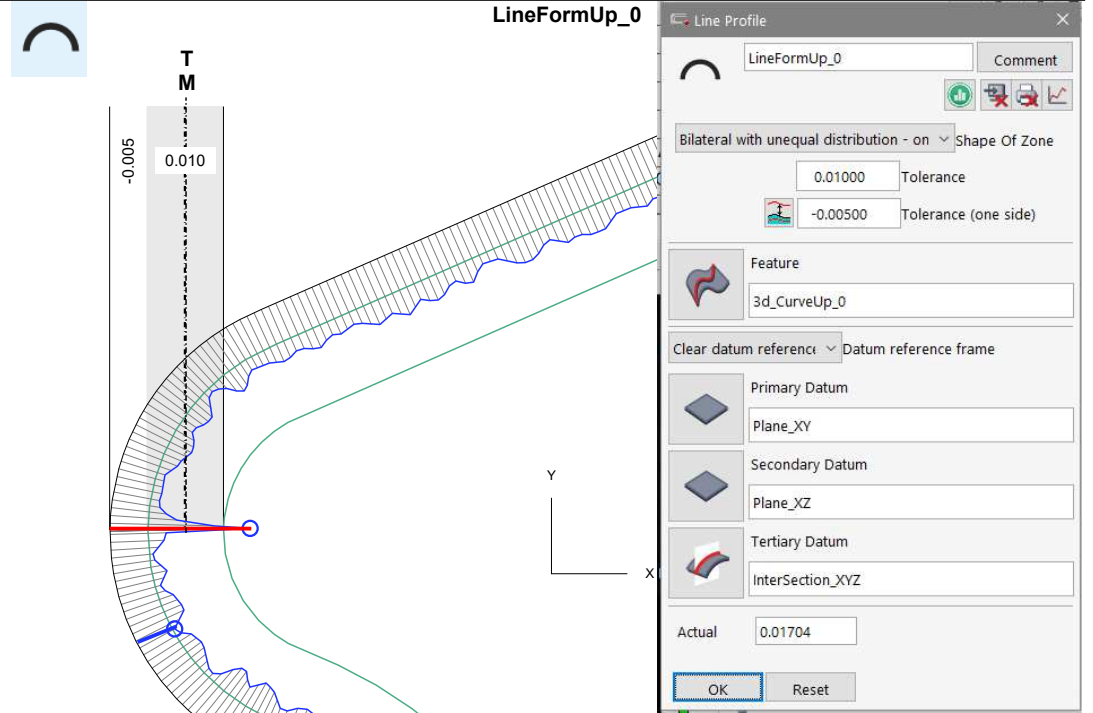 LineFormUp_0
T
M
-0.005
0.010
Y
X
Line Profile
LineFormUp_0
Comment
Bilateral with unequal distribution - on
Shape Of Zone
0.01000
Tolerance
-0.00500
Tolerance (one side)
Feature
3d_CurveUp_0
Clear datum referenc
Datum reference frame
Primary Datum
Plane_XY
Secondary Datum
Plane_XZ
Tertiary Datum
InterSection_XYZ
Actual
0.01704
OK
Reset